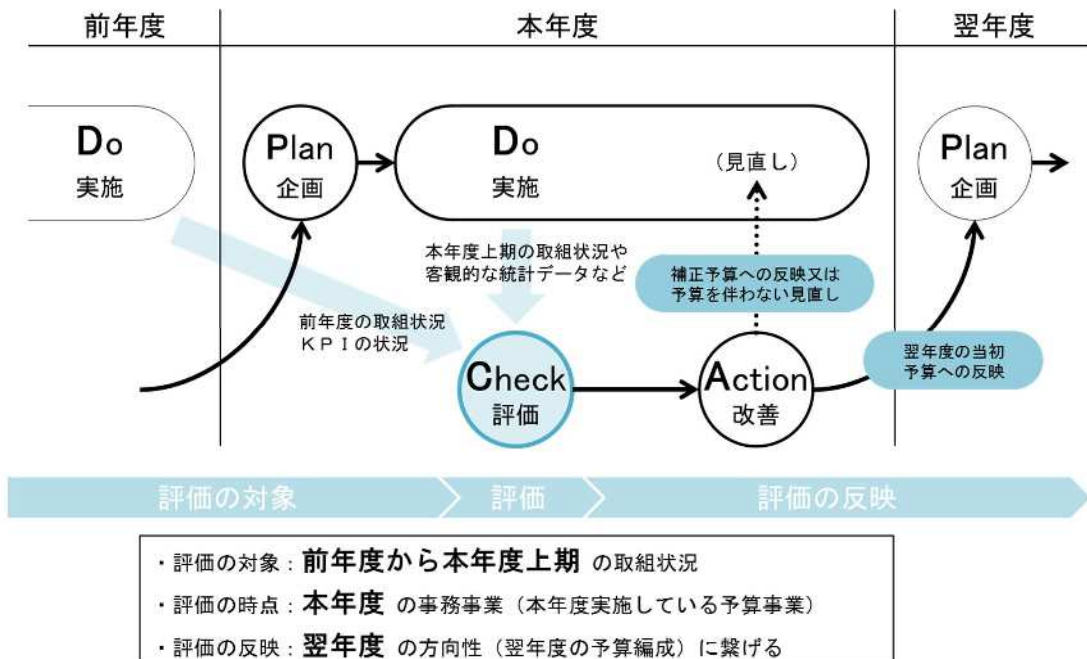 前年度
本年度
翌年度
Do
実施
Plan
企画
Do
実施
(見直し)
Plan
企画
本年度上期の取組状況や
客観的な統計データなど
補正予算への反映又は
予算を伴わない見直し
前年度の取組状況
KPIの状況
翌年度の当初
予算への反映
Check
評価
Action
改善
評価の対象
評価
評価の反映
・評価の対象：前年度から本年度上期 の取組状況
・評価の時点：本年度 の事務事業（本年度実施している予算事業）
・評価の反映：翌年度 の方向性（翌年度の予算編成）に繋げる